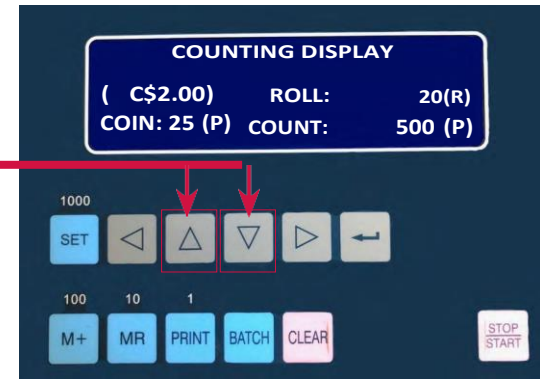 COUNTING DISPLAY
( C$2.00) ROLL: 20(R)
COIN: 25 (P) COUNT: 500 (P)
1000
SET
100 10 1
M+ MR PRINT BATCH CLEAR STOP
START